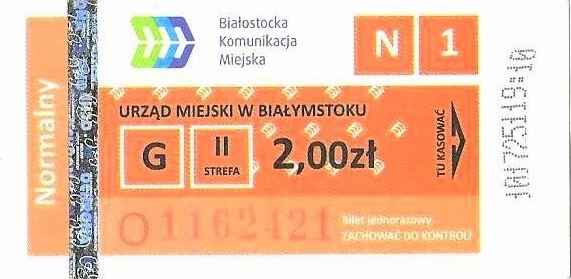 Białostocka
Komunikacja
Miejska
N 1
Normalny
URZĄD MIEJSKI W BIAŁYMSTOKU
G
II
STREFA
2,00zł
TU KASOWAĆ
O 1162421
Bilet jednorazowy
ZACHOWAĆ DO KONTROLI